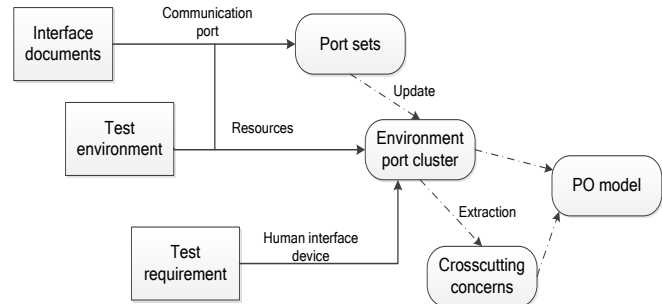 Communication
port
Interface
documents
Port sets
Update
Test
environment
Resources
Environment
port cluster
PO model
Extraction
Test
requirement
Human interface
device
Crosscutting
concerns